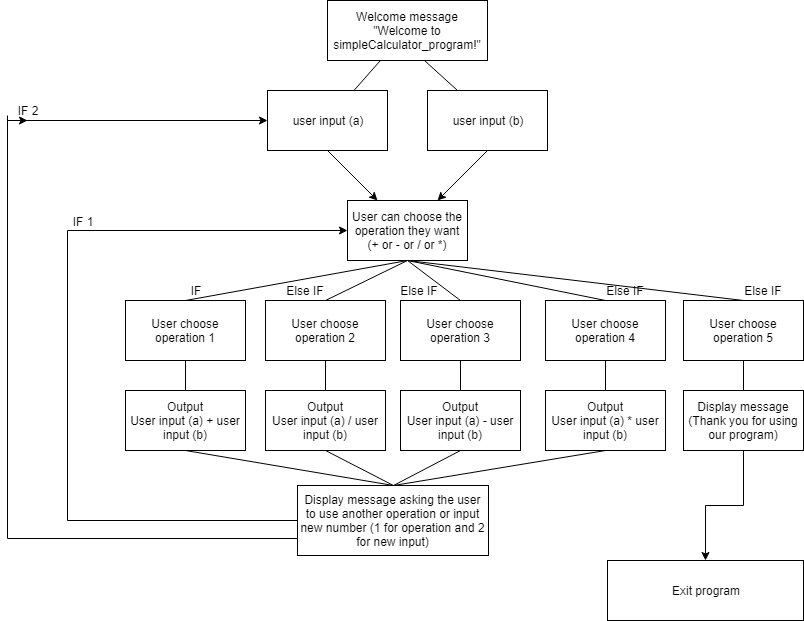 Welcome message
"Welcome to
simpleCalculator_program!"
IF 2
user input (a)
user input (b)
IF 1
User can choose the
operation they want
(+ or - or / or *)
IF
Else IF
Else IF
Else IF
Else IF
User choose
operation 1
User choose
operation 2
User choose
operation 3
User choose
operation 4
User choose
operation 5
Output
User input (a) + user
input (b)
Output
User input (a) / user
input (b)
Output
User input (a) - user
input (b)
Output
User input (a) * user
input (b)
Display message
(Thank you for using
our program)
Display message asking the user
to use another operation or input
new number (1 for operation and 2
for new input)
Exit program